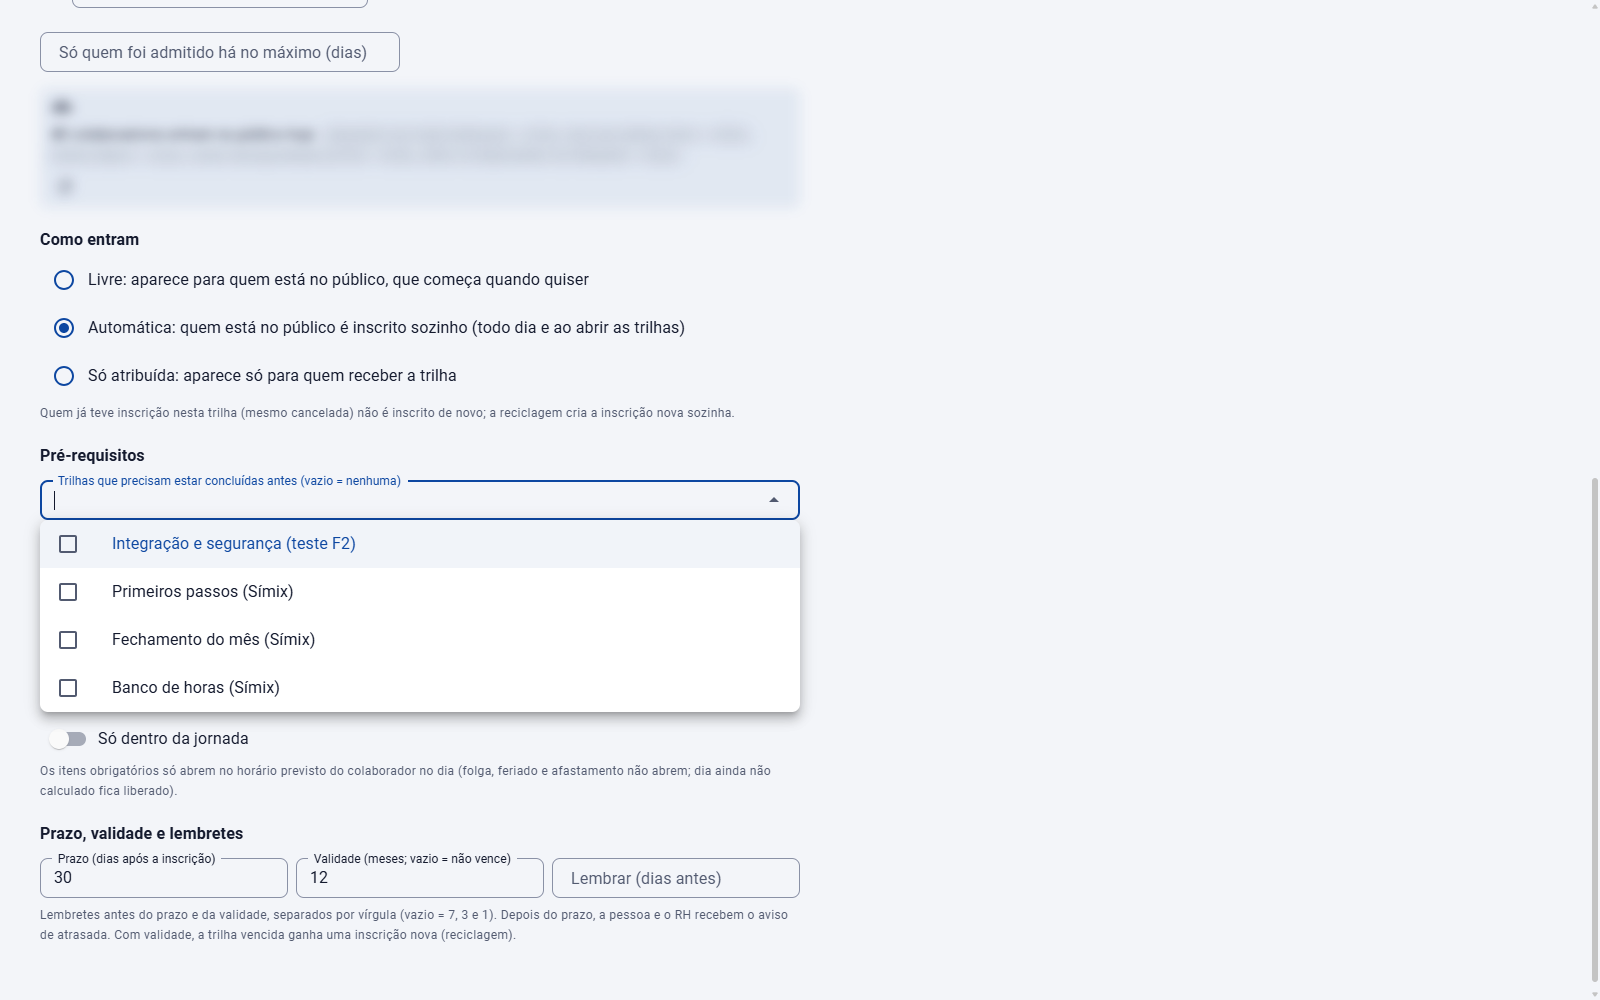 Só quem foi admitido há no máximo (dias)
Como entram
Livre: aparece para quem está no público, que começa quando quiser
Automática: quem está no público é inscrito sozinho (todo dia e ao abrir as trilhas)
Só atribuída: aparece só para quem receber a trilha
Quem já teve inscrição nesta trilha (mesmo cancelada) não é inscrito de novo; a reciclagem cria a inscrição nova sozinha.
Pré-requisitos
Trilhas que precisam estar concluídas antes (vazio = nenhuma)
Integração e segurança (teste F2)
Primeiros passos (Símix)
Fechamento do mês (Símix)
Banco de horas (Símix)
Só dentro da jornada
Os itens obrigatórios só abrem no horário previsto do colaborador no dia (folga, feriado e afastamento não abrem; dia ainda não
calculado fica liberado).
Prazo, validade e lembretes
Prazo (dias após a inscrição)
30
Validade (meses; vazio = não vence)
12
Lembrar (dias antes)
Lembretes antes do prazo e da validade, separados por vírgula (vazio = 7, 3 e 1). Depois do prazo, a pessoa e o RH recebem o aviso
de atrasada. Com validade, a trilha vencida ganha uma inscrição nova (reciclagem).